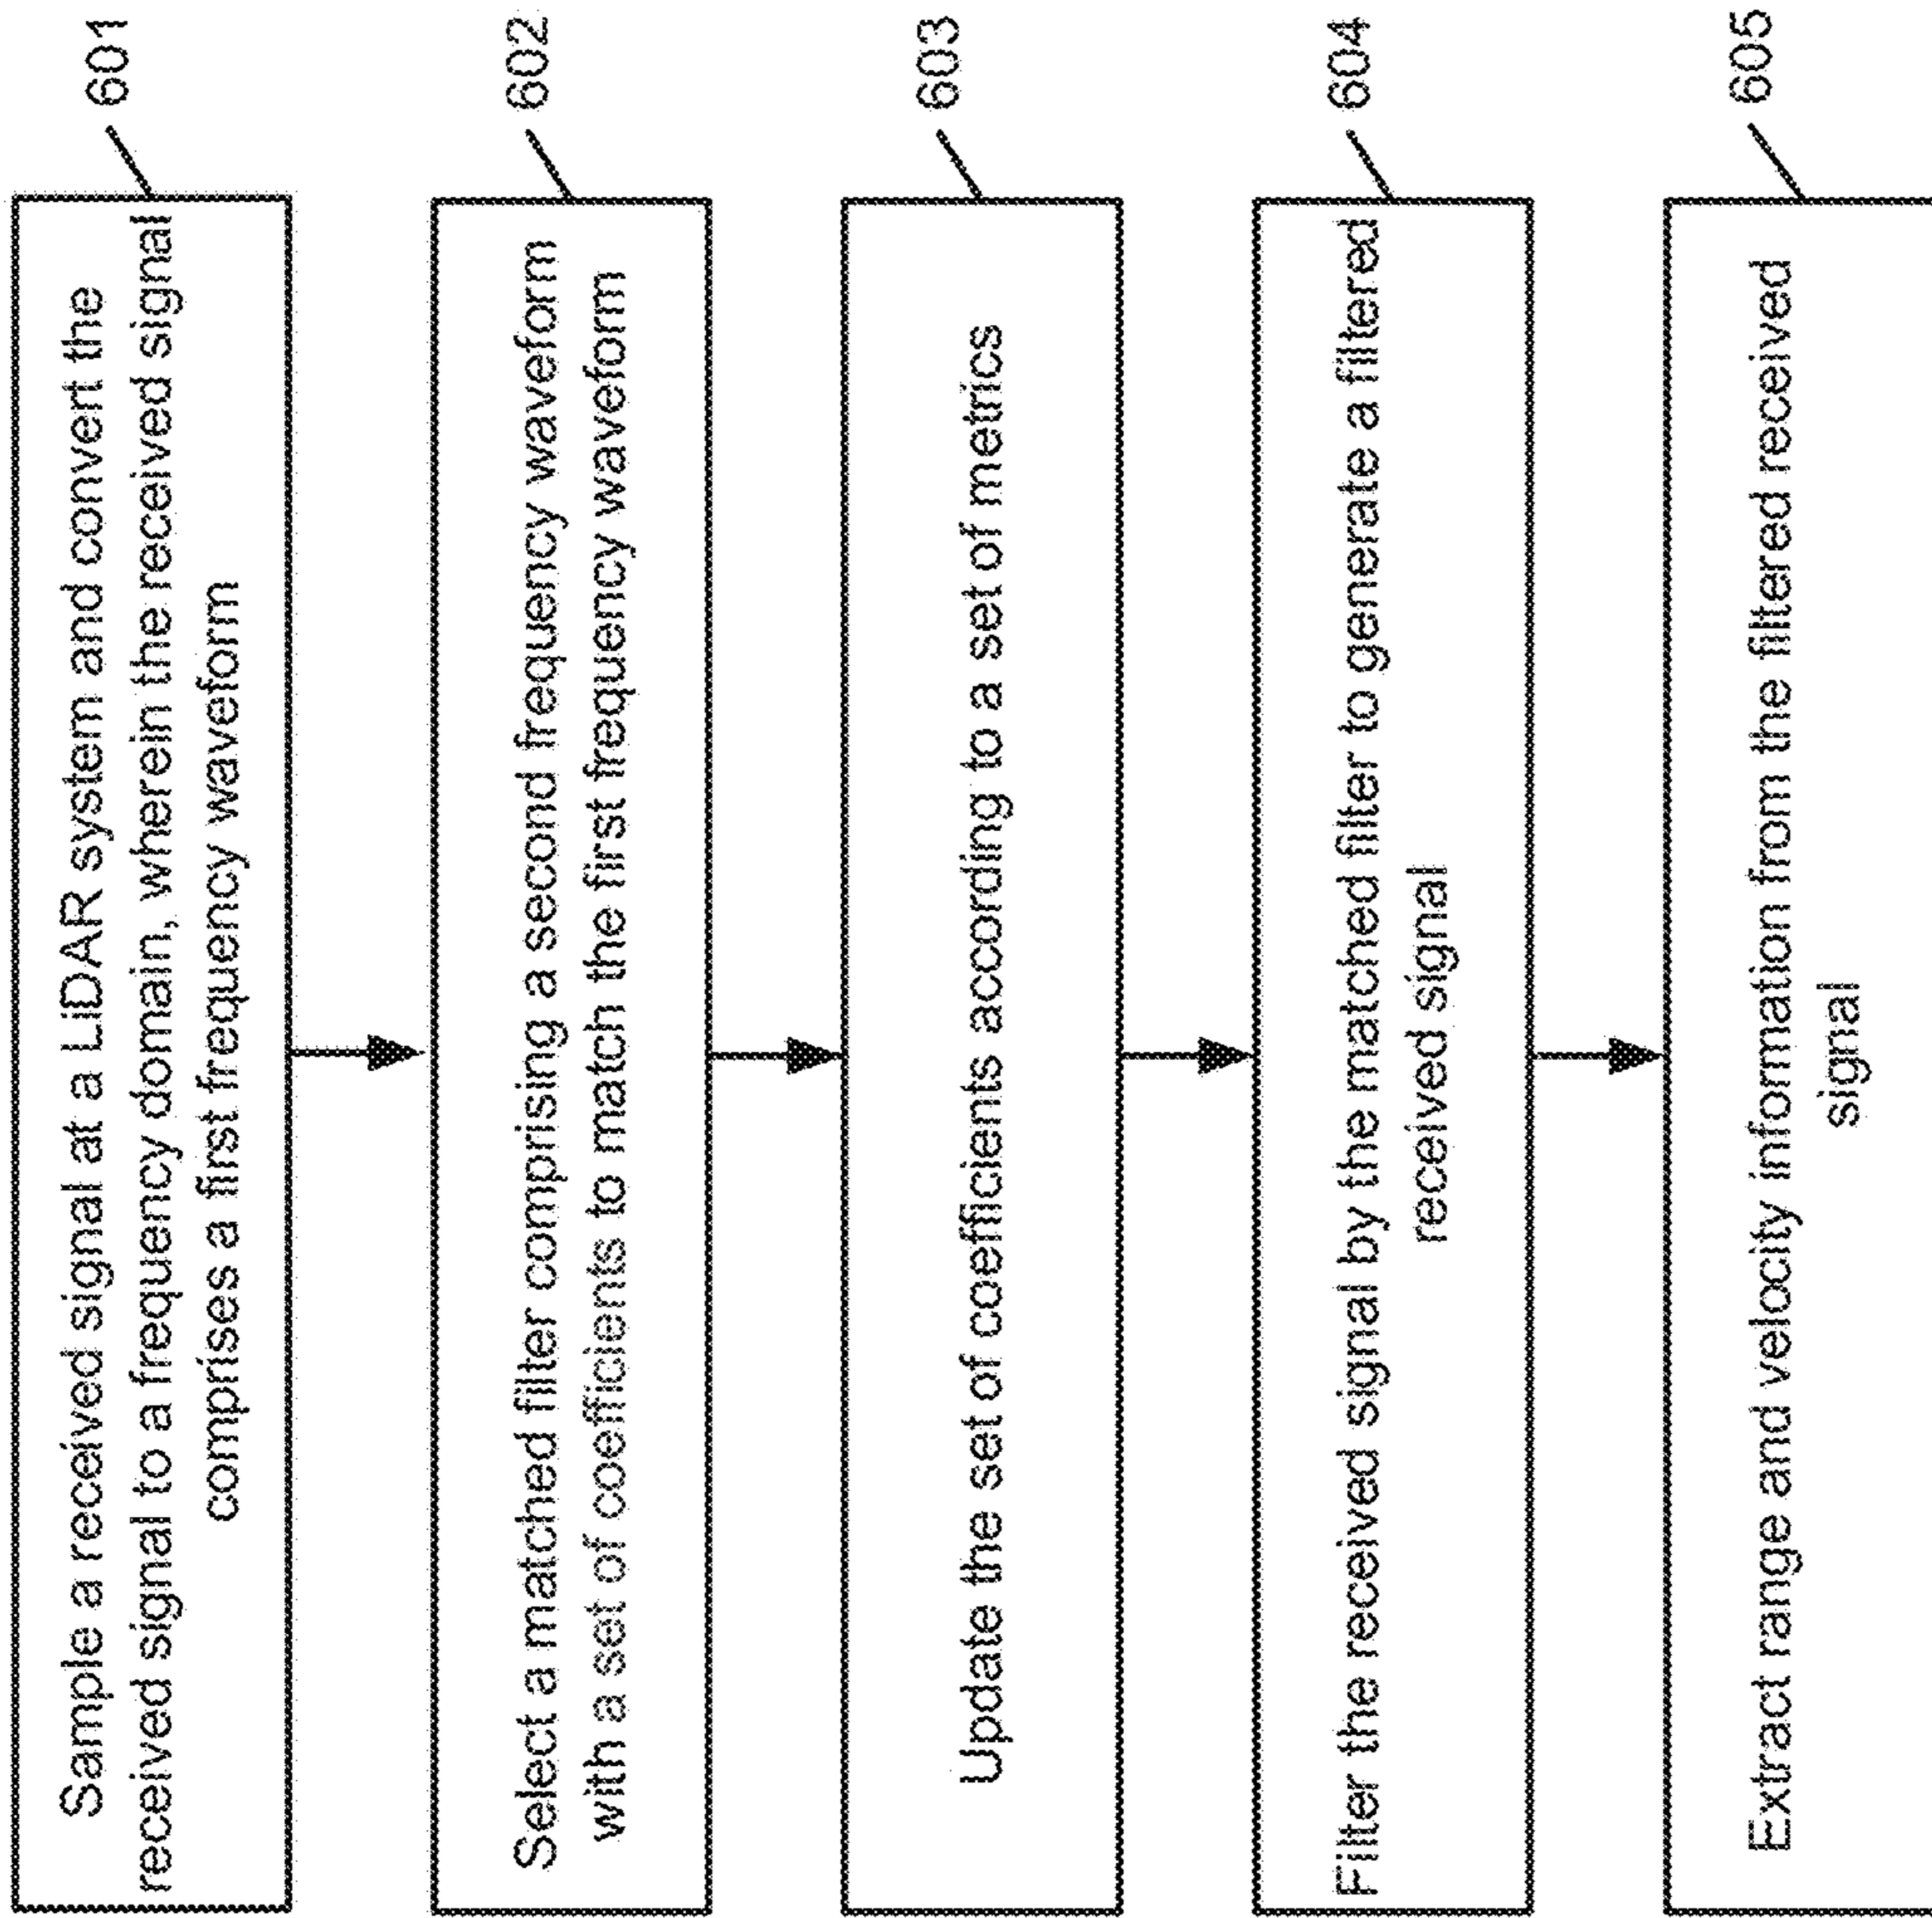 Sample a received signal at a LiDAR system and convert the
received signal to a frequency domain, wherein the received signal
comprises a first frequency waveform
601
Select a matched filter comprising a second frequency waveform
with a set of coefficients to match the first frequency waveform
602
Update the set of coefficients according to a set of metrics
603
Filter the received signal by the matched filter to generate a filtered
received signal
604
Extract range and velocity information from the filtered received
signal
605